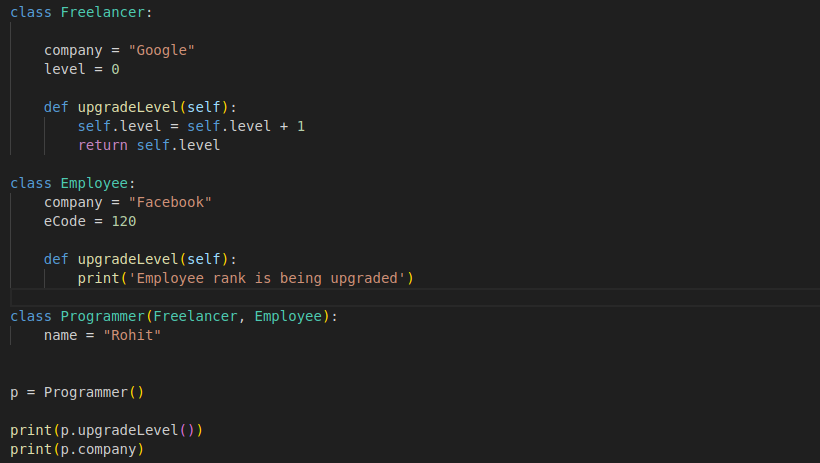 class Freelancer:
    company = "Google"
    level = 0
    def upgradeLevel(self):
        self.level = self.level + 1
        return self.level
class Employee:
    company = "Facebook"
    eCode = 120
    def upgradeLevel(self):
        print('Employee rank is being upgraded')
class Programmer(Freelancer, Employee):
    name = "Rohit"
p = Programmer()
print(p.upgradeLevel())
print(p.company)